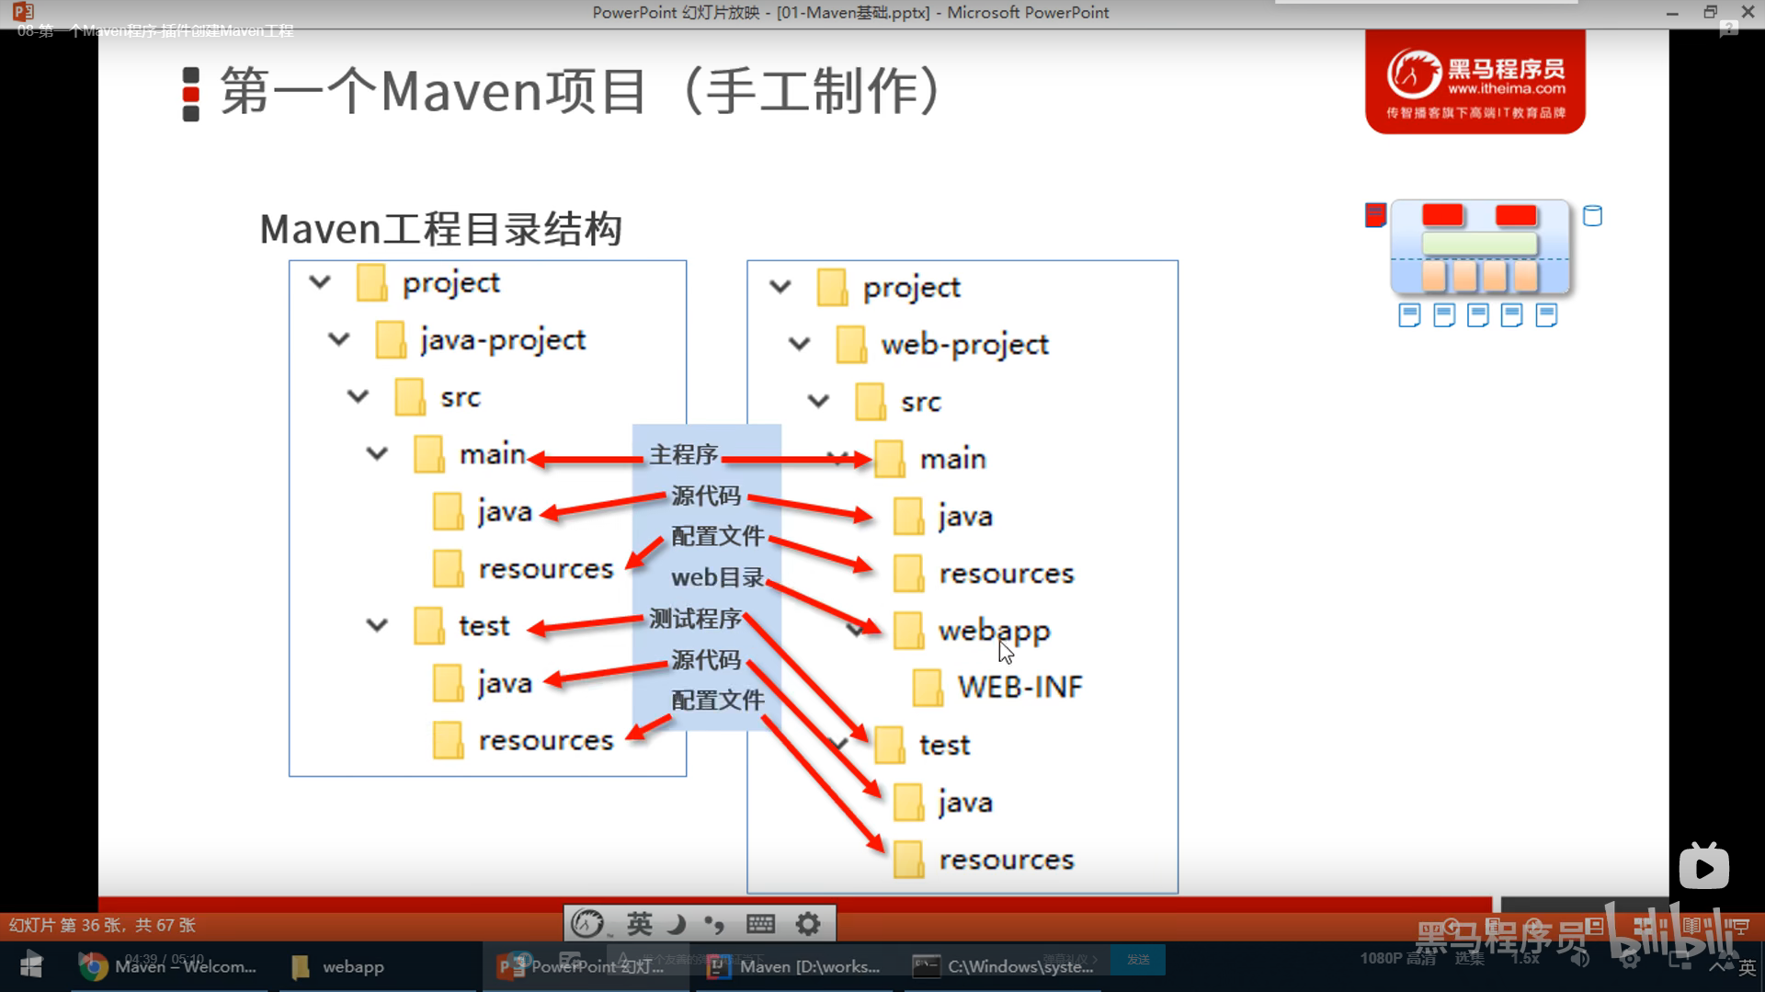 PowerPoint 幻灯片放映 - [01-Maven基础.pptx] - Microsoft PowerPoint
08-第一个Maven程序-插件创建Maven工程
第一个Maven项目（手工制作）
黑马程序员
www.itheima.com
传智播客旗下高端IT教育品牌
Maven工程目录结构
project
java-project
src
main
java
resources
test
java
resources
主程序
源代码
配置文件
web目录
测试程序
源代码
配置文件
project
web-project
src
main
java
resources
webapp
WEB-INF
test
java
resources
幻灯片 第 36 张，共 67 张
英
黑马程序员
bilibili
04:39 / 05:10
发送
1080P 高清
选集
1.5x
Maven – Welcom...
webapp
PowerPoint 幻灯...
Maven [D:\works...
C:\Windows\syste...
英